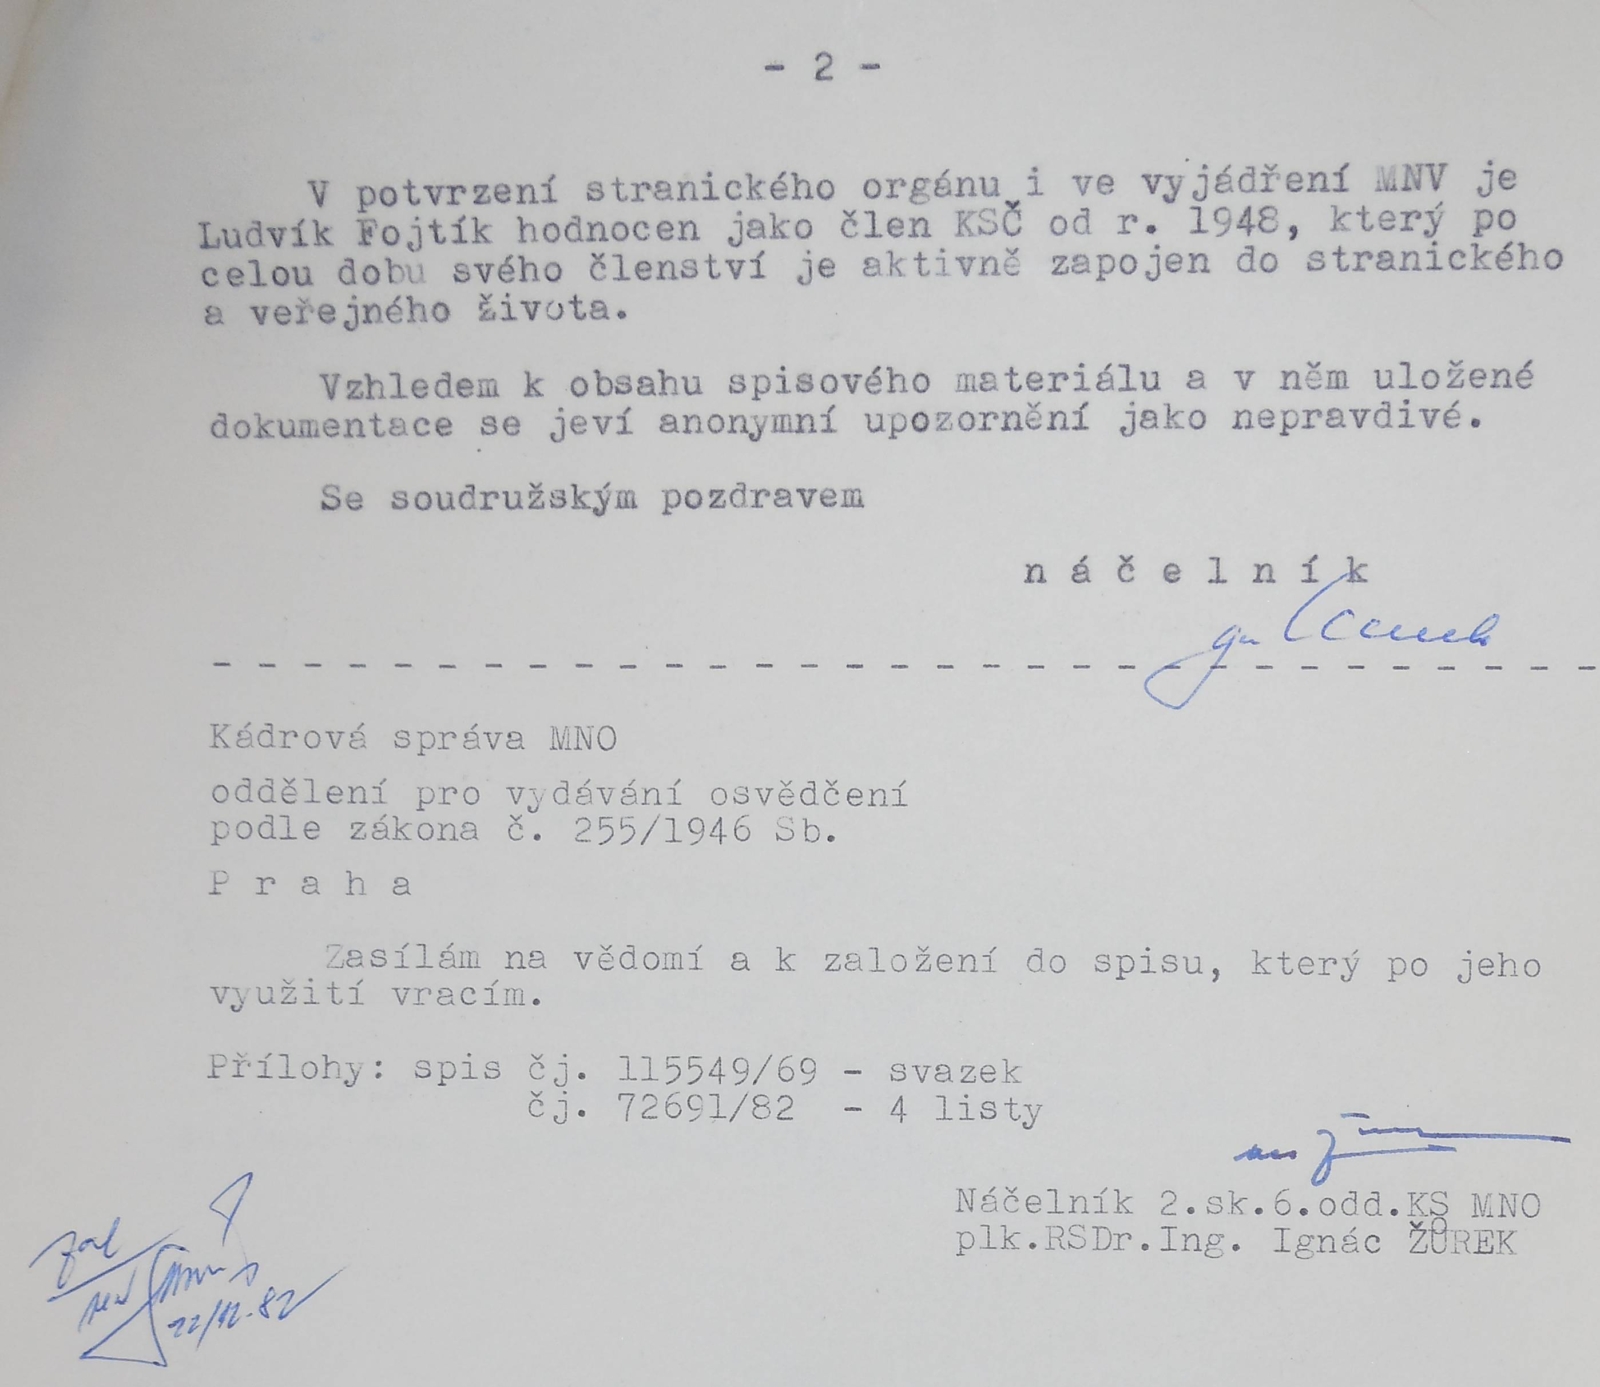 - 2 -
V potvrzení stranického orgánu i ve vyjádření MNV je
Ludvík Fojtík hodnocen jako člen KSČ od r. 1948, který po
celou dobu svého členství je aktivně zapojen do stranického
a veřejného života.
Vzhledem k obsahu spisového materiálu a v něm uložené
dokumentace se jeví anonymní upozornění jako nepravdivé.
Se soudružským pozdravem
n á č e l n í k
- - - - - - - - - - - - - - - - - - - - - - - - - - - - - - -
Kádrová správa MNO
oddělení pro vydávání osvědčení
podle zákona č. 255/1946 Sb.
P r a h a
Zasílám na vědomí a k založení do spisu, který po jeho
využití vracím.
Přílohy: spis čj. 115549/69 - svazek
čj. 72691/82 - 4 listy
Náčelník 2.sk.6.odd.KS MNO
plk.RSDr.Ing. Ignác ŽŮREK
22/12.82